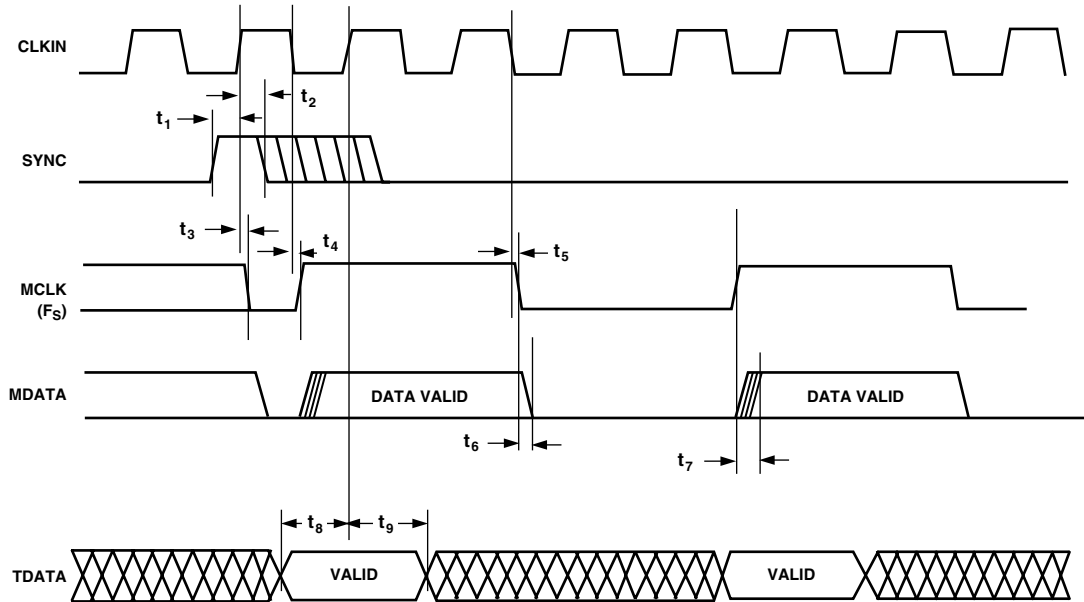 CLKIN
t2
t1
SYNC
t3
t4
t5
MCLK
(FS)
MDATA
DATA VALID
DATA VALID
t6
t7
t8
t9
TDATA
VALID
VALID